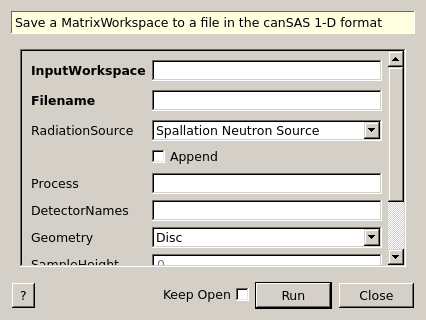 Save a MatrixWorkspace to a file in the canSAS 1-D format
InputWorkspace
Filename
RadiationSource Spallation Neutron Source
Append
Process
DetectorNames
Geometry Disc
SampleHeight 0
? Keep Open Run Close